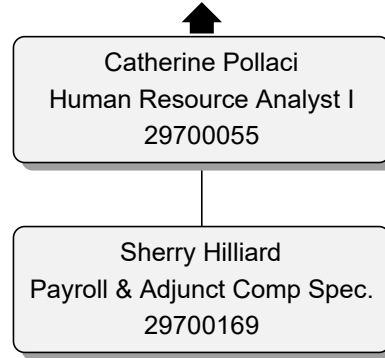 Catherine Pollaci
Human Resource Analyst I
29700055
Sherry Hilliard
Payroll & Adjunct Comp Spec.
29700169